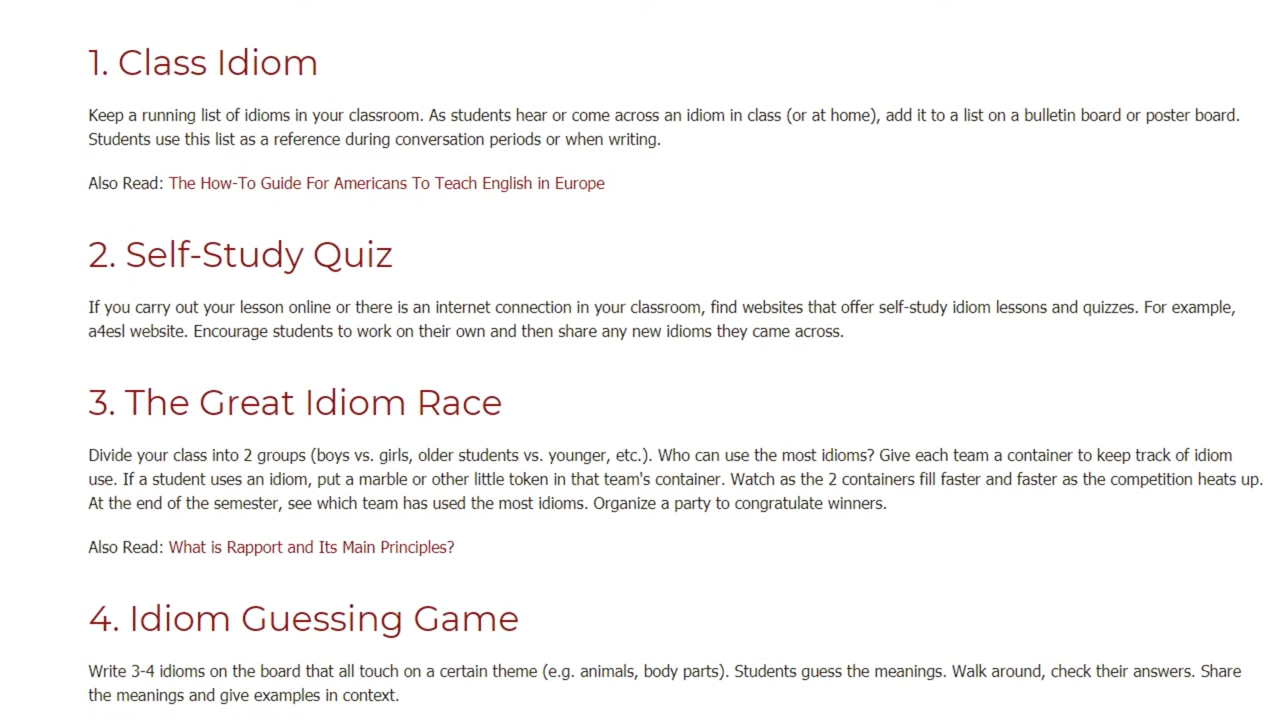 1. Class Idiom
Keep a running list of idioms in your classroom. As students hear or come across an idiom in class (or at home), add it to a list on a bulletin board or poster board.
Students use this list as a reference during conversation periods or when writing.
Also Read: The How-To Guide For Americans To Teach English in Europe
2. Self-Study Quiz
If you carry out your lesson online or there is an internet connection in your classroom, find websites that offer self-study idiom lessons and quizzes. For example,
a4esl website. Encourage students to work on their own and then share any new idioms they came across.
3. The Great Idiom Race
Divide your class into 2 groups (boys vs. girls, older students vs. younger, etc.). Who can use the most idioms? Give each team a container to keep track of idiom
use. If a student uses an idiom, put a marble or other little token in that team's container. Watch as the 2 containers fill faster and faster as the competition heats up.
At the end of the semester, see which team has used the most idioms. Organize a party to congratulate winners.
Also Read: What is Rapport and Its Main Principles?
4. Idiom Guessing Game
Write 3-4 idioms on the board that all touch on a certain theme (e.g. animals, body parts). Students guess the meanings. Walk around, check their answers. Share
the meanings and give examples in context.